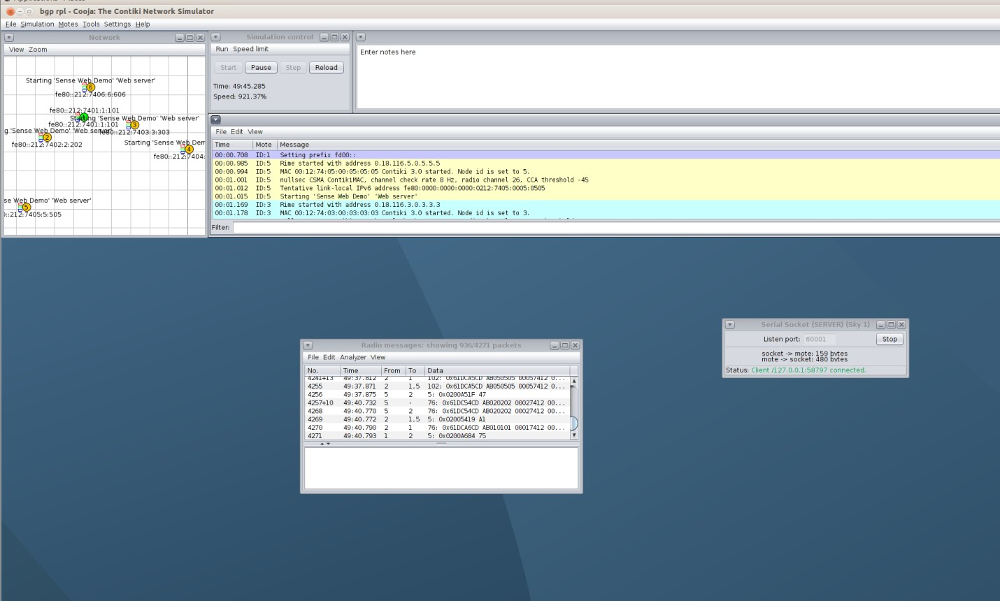 bgp rpl - Cooja: The Contiki Network Simulator
File Simulation Motes Tools Settings Help
Network
View Zoom
Starting 'Sense Web Demo' 'Web server'
6
fe80::212:7406:6:606
fe80::212:7401:1:101
Starting 'Sense Web Demo' 'Web server'
fe80::212:7401:1:101
3
g 'Sense Web Demo' 'Web server'
fe80::212:7403:3:303
2
Starting 'Sense Web Dem
fe80::212:7402:2:202
4
fe80::212:7404:
se Web Demo' 'Web server'
5
::212:7405:5:505
Simulation control
Run Speed limit
Start Pause Step Reload
Time: 49:45.285
Speed: 921.37%
Enter notes here
File Edit View
Time Mote Message
00:00.708 ID:1 Setting prefix fd00::
00:00.985 ID:5 Rime started with address 0.18.116.5.0.5.5.5
00:00.994 ID:5 MAC 00:12:74:05:00:05:05:05 Contiki 3.0 started. Node id is set to 5.
00:01.001 ID:5 nullsec CSMA ContikiMAC, channel check rate 8 Hz, radio channel 26, CCA threshold -45
00:01.012 ID:5 Tentative link-local IPv6 address fe80:0000:0000:0000:0212:7405:0005:0505
00:01.015 ID:5 Starting 'Sense Web Demo' 'Web server'
00:01.169 ID:3 Rime started with address 0.18.116.3.0.3.3.3
00:01.178 ID:3 MAC 00:12:74:03:00:03:03:03 Contiki 3.0 started. Node id is set to 3.
Filter:
Radio messages: showing 936/4271 packets
File Edit Analyzer View
No. Time From To Data
4241+13 49:37.812 2 1 102: 0x61DCA5CD AB050505 00057412 0...
4255 49:37.871 2 1,5 102: 0x61DCA5CD AB050505 00057412 0...
4256 49:37.875 5 2 5: 0x0200A51F 47
4257+10 49:40.732 5 - 76: 0x61DC54CD AB020202 00027412 00...
4268 49:40.770 5 2 76: 0x61DC54CD AB020202 00027412 00...
4269 49:40.772 2 1,5 5: 0x02005419 A1
4270 49:40.790 2 1 76: 0x61DCA6CD AB010101 00017412 00...
4271 49:40.793 1 2 5: 0x0200A684 75
Serial Socket (SERVER) (Sky 1)
Listen port: 60001 Stop
socket -> mote: 159 bytes
mote -> socket: 480 bytes
Status: Client /127.0.0.1:58797 connected.